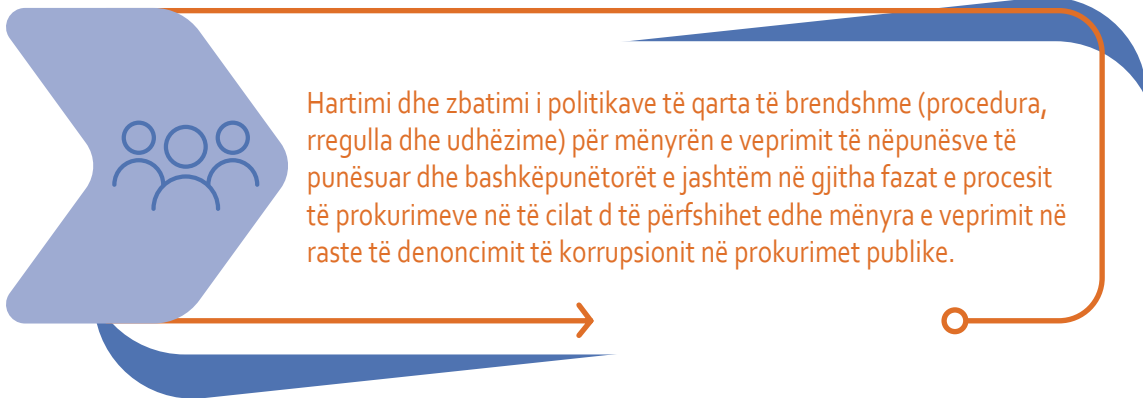 Hartimi dhe zbatimi i politikave të qarta të brendshme (procedura,
rregulla dhe udhëzime) për mënyrën e veprimit të nëpunësve të
punësuar dhe bashkëpunëtorët e jashtëm në gjitha fazat e procesit
të prokurimeve në të cilat d të përfshihet edhe mënyra e veprimit në
raste të denoncimit të korrupsionit në prokurimet publike.